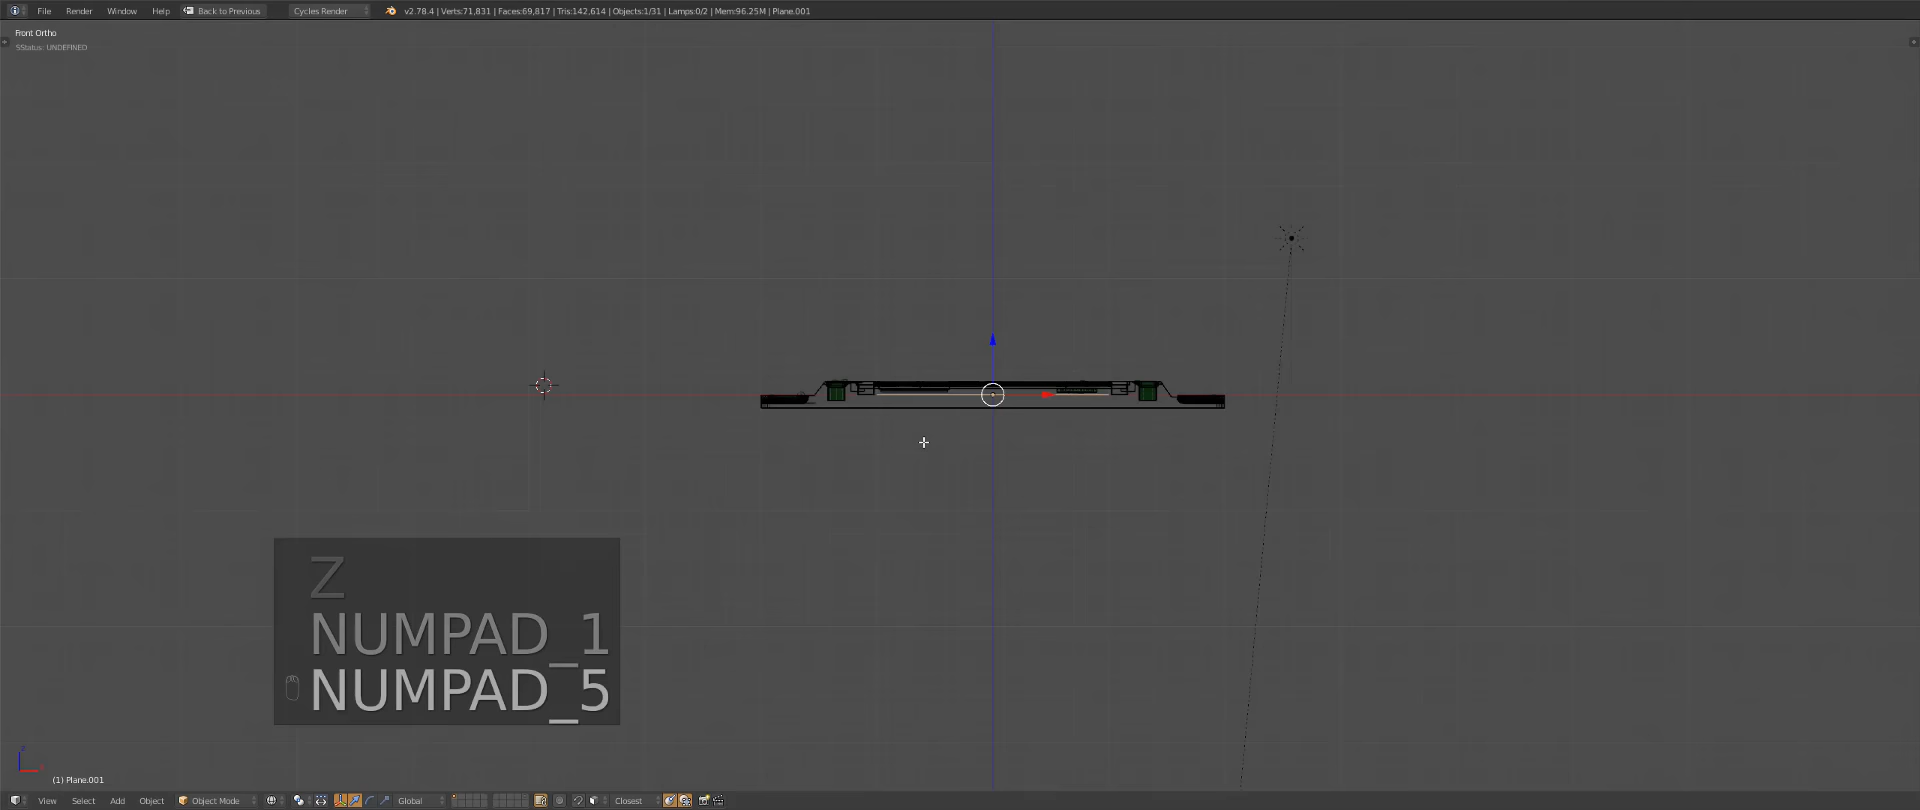 File Render Window Help Back to Previous Cycles Render v2.78.4 | Verts:71,831 | Faces:69,817 | Tris:142,614 | Objects:1/31 | Lamps:0/2 | Mem:96.25M | Plane.001
Front Ortho
SStatus: UNDEFINED
Z
NUMPAD_1
NUMPAD_5
(1) Plane.001
View Select Add Object Object Mode Global Closest